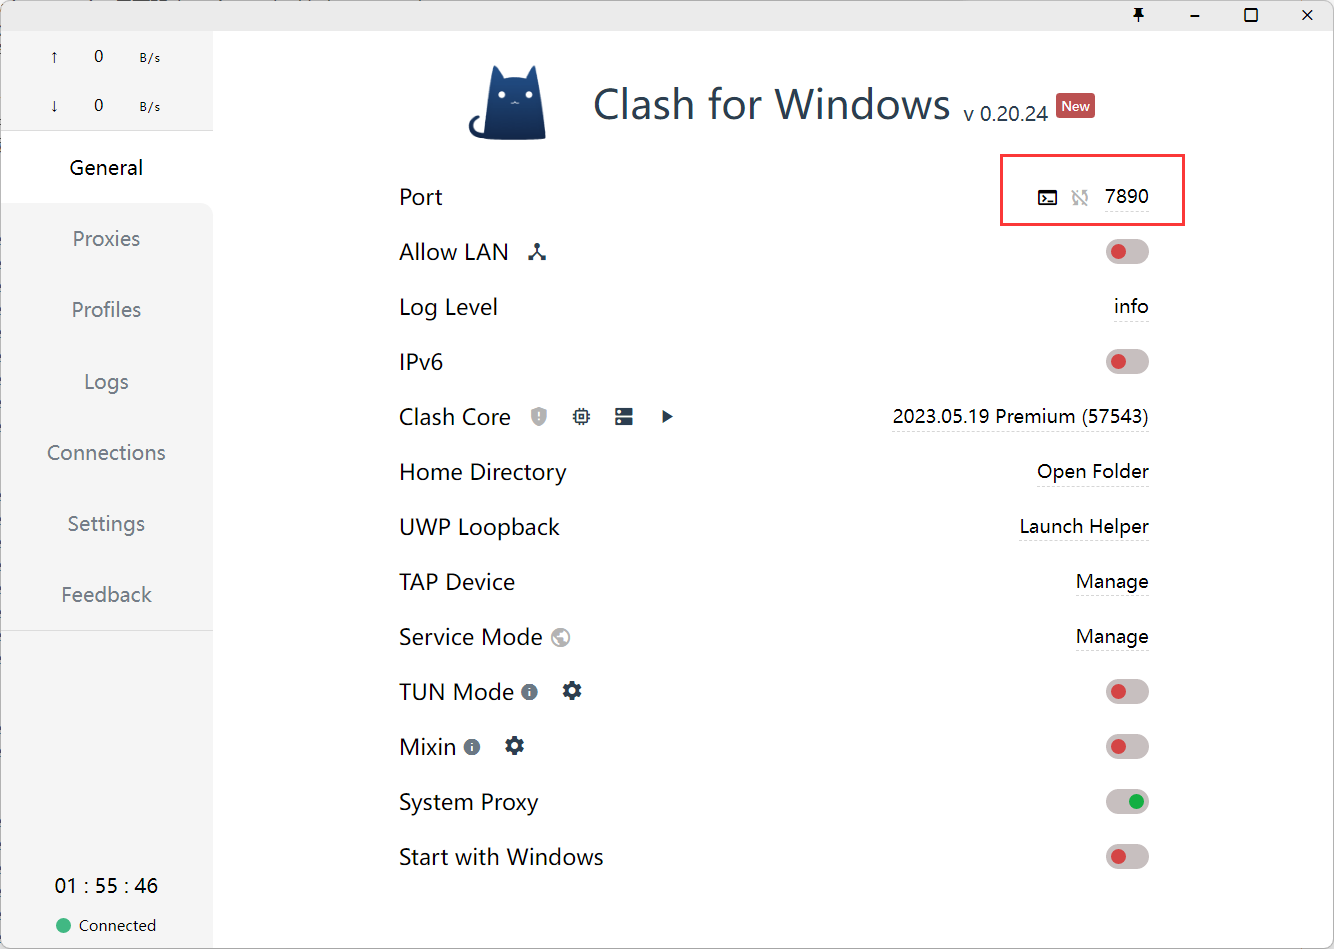 ↑ 0 B/s
↓ 0 B/s
General
Proxies
Profiles
Logs
Connections
Settings
Feedback
01 : 55 : 46
Connected
Clash for Windows v 0.20.24 New
Port 7890
Allow LAN
Log Level info
IPv6
Clash Core 2023.05.19 Premium (57543)
Home Directory Open Folder
UWP Loopback Launch Helper
TAP Device Manage
Service Mode Manage
TUN Mode
Mixin
System Proxy
Start with Windows